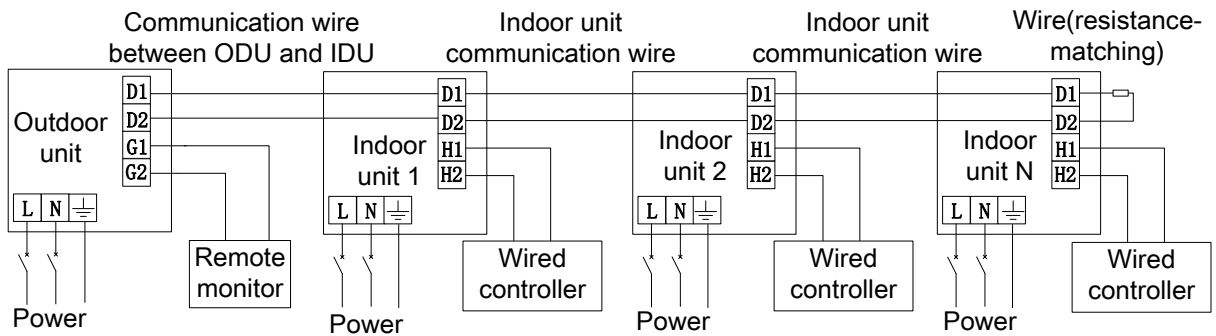 Communication wire
between ODU and IDU
Indoor unit
communication wire
Indoor unit
communication wire
Wire(resistance-
matching)
Outdoor
unit
D1
D2
G1
G2
L N
Power
Remote
monitor
Indoor
unit 1
D1
D2
H1
H2
L N
Power
Wired
controller
Indoor
unit 2
D1
D2
H1
H2
L N
Power
Wired
controller
Indoor
unit N
D1
D2
H1
H2
L N
Power
Wired
controller